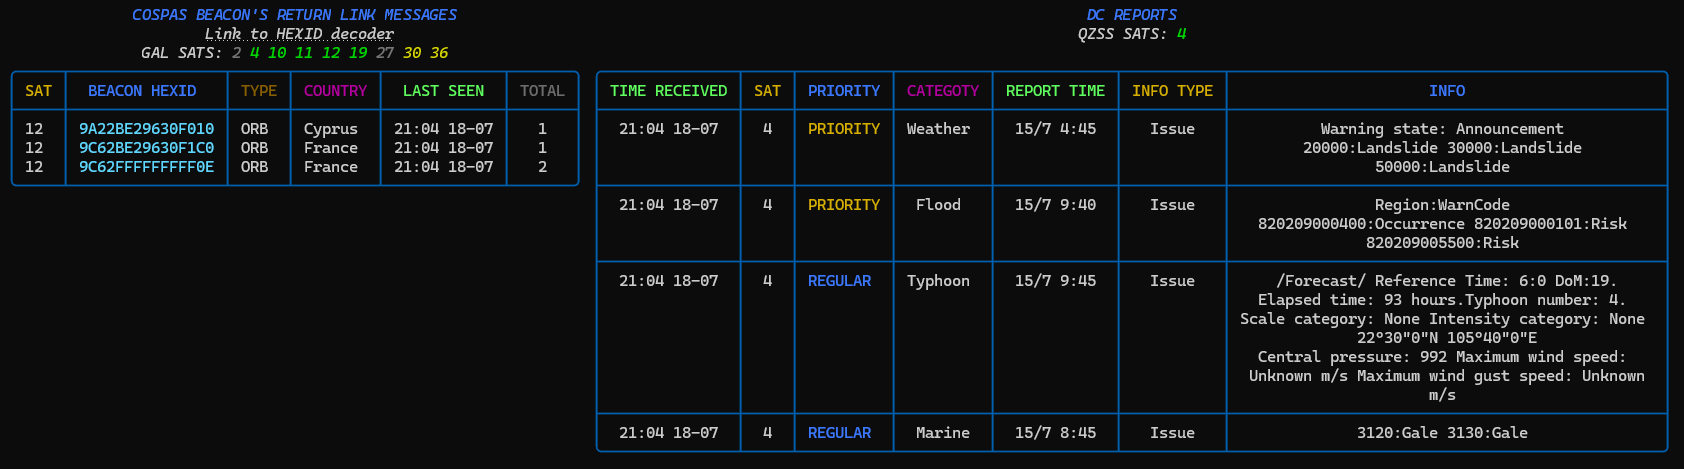 COSPAS BEACON'S RETURN LINK MESSAGES
Link to HEXID decoder
GAL SATS: 2 4 10 11 12 19 27 30 36
SAT BEACON HEXID TYPE COUNTRY LAST SEEN TOTAL
12 9A22BE29630F010 ORB Cyprus 21:04 18-07 1
12 9C62BE29630F1C0 ORB France 21:04 18-07 1
12 9C62FFFFFFFFF0E ORB France 21:04 18-07 2
DC REPORTS
QZSS SATS: 4
TIME RECEIVED SAT PRIORITY CATEGOTY REPORT TIME INFO TYPE INFO
21:04 18-07 4 PRIORITY Weather 15/7 4:45 Issue Warning state: Announcement
20000:Landslide 30000:Landslide
50000:Landslide
21:04 18-07 4 PRIORITY Flood 15/7 9:40 Issue Region:WarnCode
820209000400:Occurrence 820209000101:Risk
820209005500:Risk
21:04 18-07 4 REGULAR Typhoon 15/7 9:45 Issue /Forecast/ Reference Time: 6:0 DoM:19.
Elapsed time: 93 hours.Typhoon number: 4.
Scale category: None Intensity category: None
22°30"0"N 105°40"0"E
Central pressure: 992 Maximum wind speed:
Unknown m/s Maximum wind gust speed: Unknown
m/s
21:04 18-07 4 REGULAR Marine 15/7 8:45 Issue 3120:Gale 3130:Gale